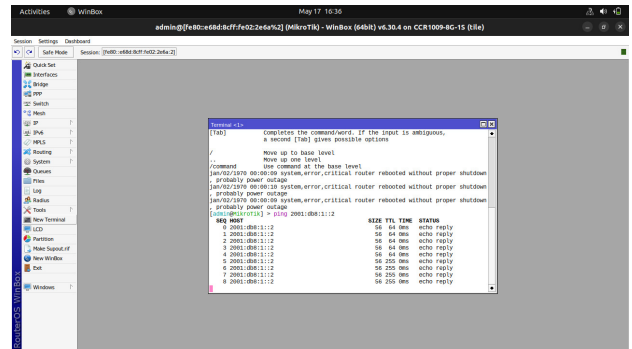 Activities WinBox May 17 16:36
admin@[fe80::e68d:8cff:fe02:2e6a%2] (MikroTik) - WinBox (64bit) v6.30.4 on CCR1009-8G-1S (tile)
Session Settings Dashboard
Safe Mode Session: [fe80::e68d:8cff:fe02:2e6a:2]
Quick Set
Interfaces
Bridge
PPP
Switch
Mesh
IP
IPv6
MPLS
Routing
System
Queues
Files
Log
Radius
Tools
New Terminal
LCD
Partition
Make Supout.rif
New WinBox
Exit
Windows
RouterOS WinBox
Terminal <1>
[Tab] Completes the command/word. If the input is ambiguous,
a second [Tab] gives possible options
/ Move up to base level
.. Move up one level
/command Use command at the base level
jan/02/1970 00:00:09 system,error,critical router rebooted without proper shutdown
, probably power outage
jan/02/1970 00:00:10 system,error,critical router rebooted without proper shutdown
, probably power outage
jan/02/1970 00:00:09 system,error,critical router rebooted without proper shutdown
, probably power outage
[admin@MikroTik] > ping 2001:db8:1::2
SEQ HOST SIZE TTL TIME STATUS
0 2001:db8:1::2 56 64 0ms echo reply
1 2001:db8:1::2 56 64 0ms echo reply
2 2001:db8:1::2 56 64 0ms echo reply
3 2001:db8:1::2 56 64 0ms echo reply
4 2001:db8:1::2 56 64 0ms echo reply
5 2001:db8:1::2 56 255 0ms echo reply
6 2001:db8:1::2 56 255 0ms echo reply
7 2001:db8:1::2 56 255 0ms echo reply
8 2001:db8:1::2 56 255 0ms echo reply